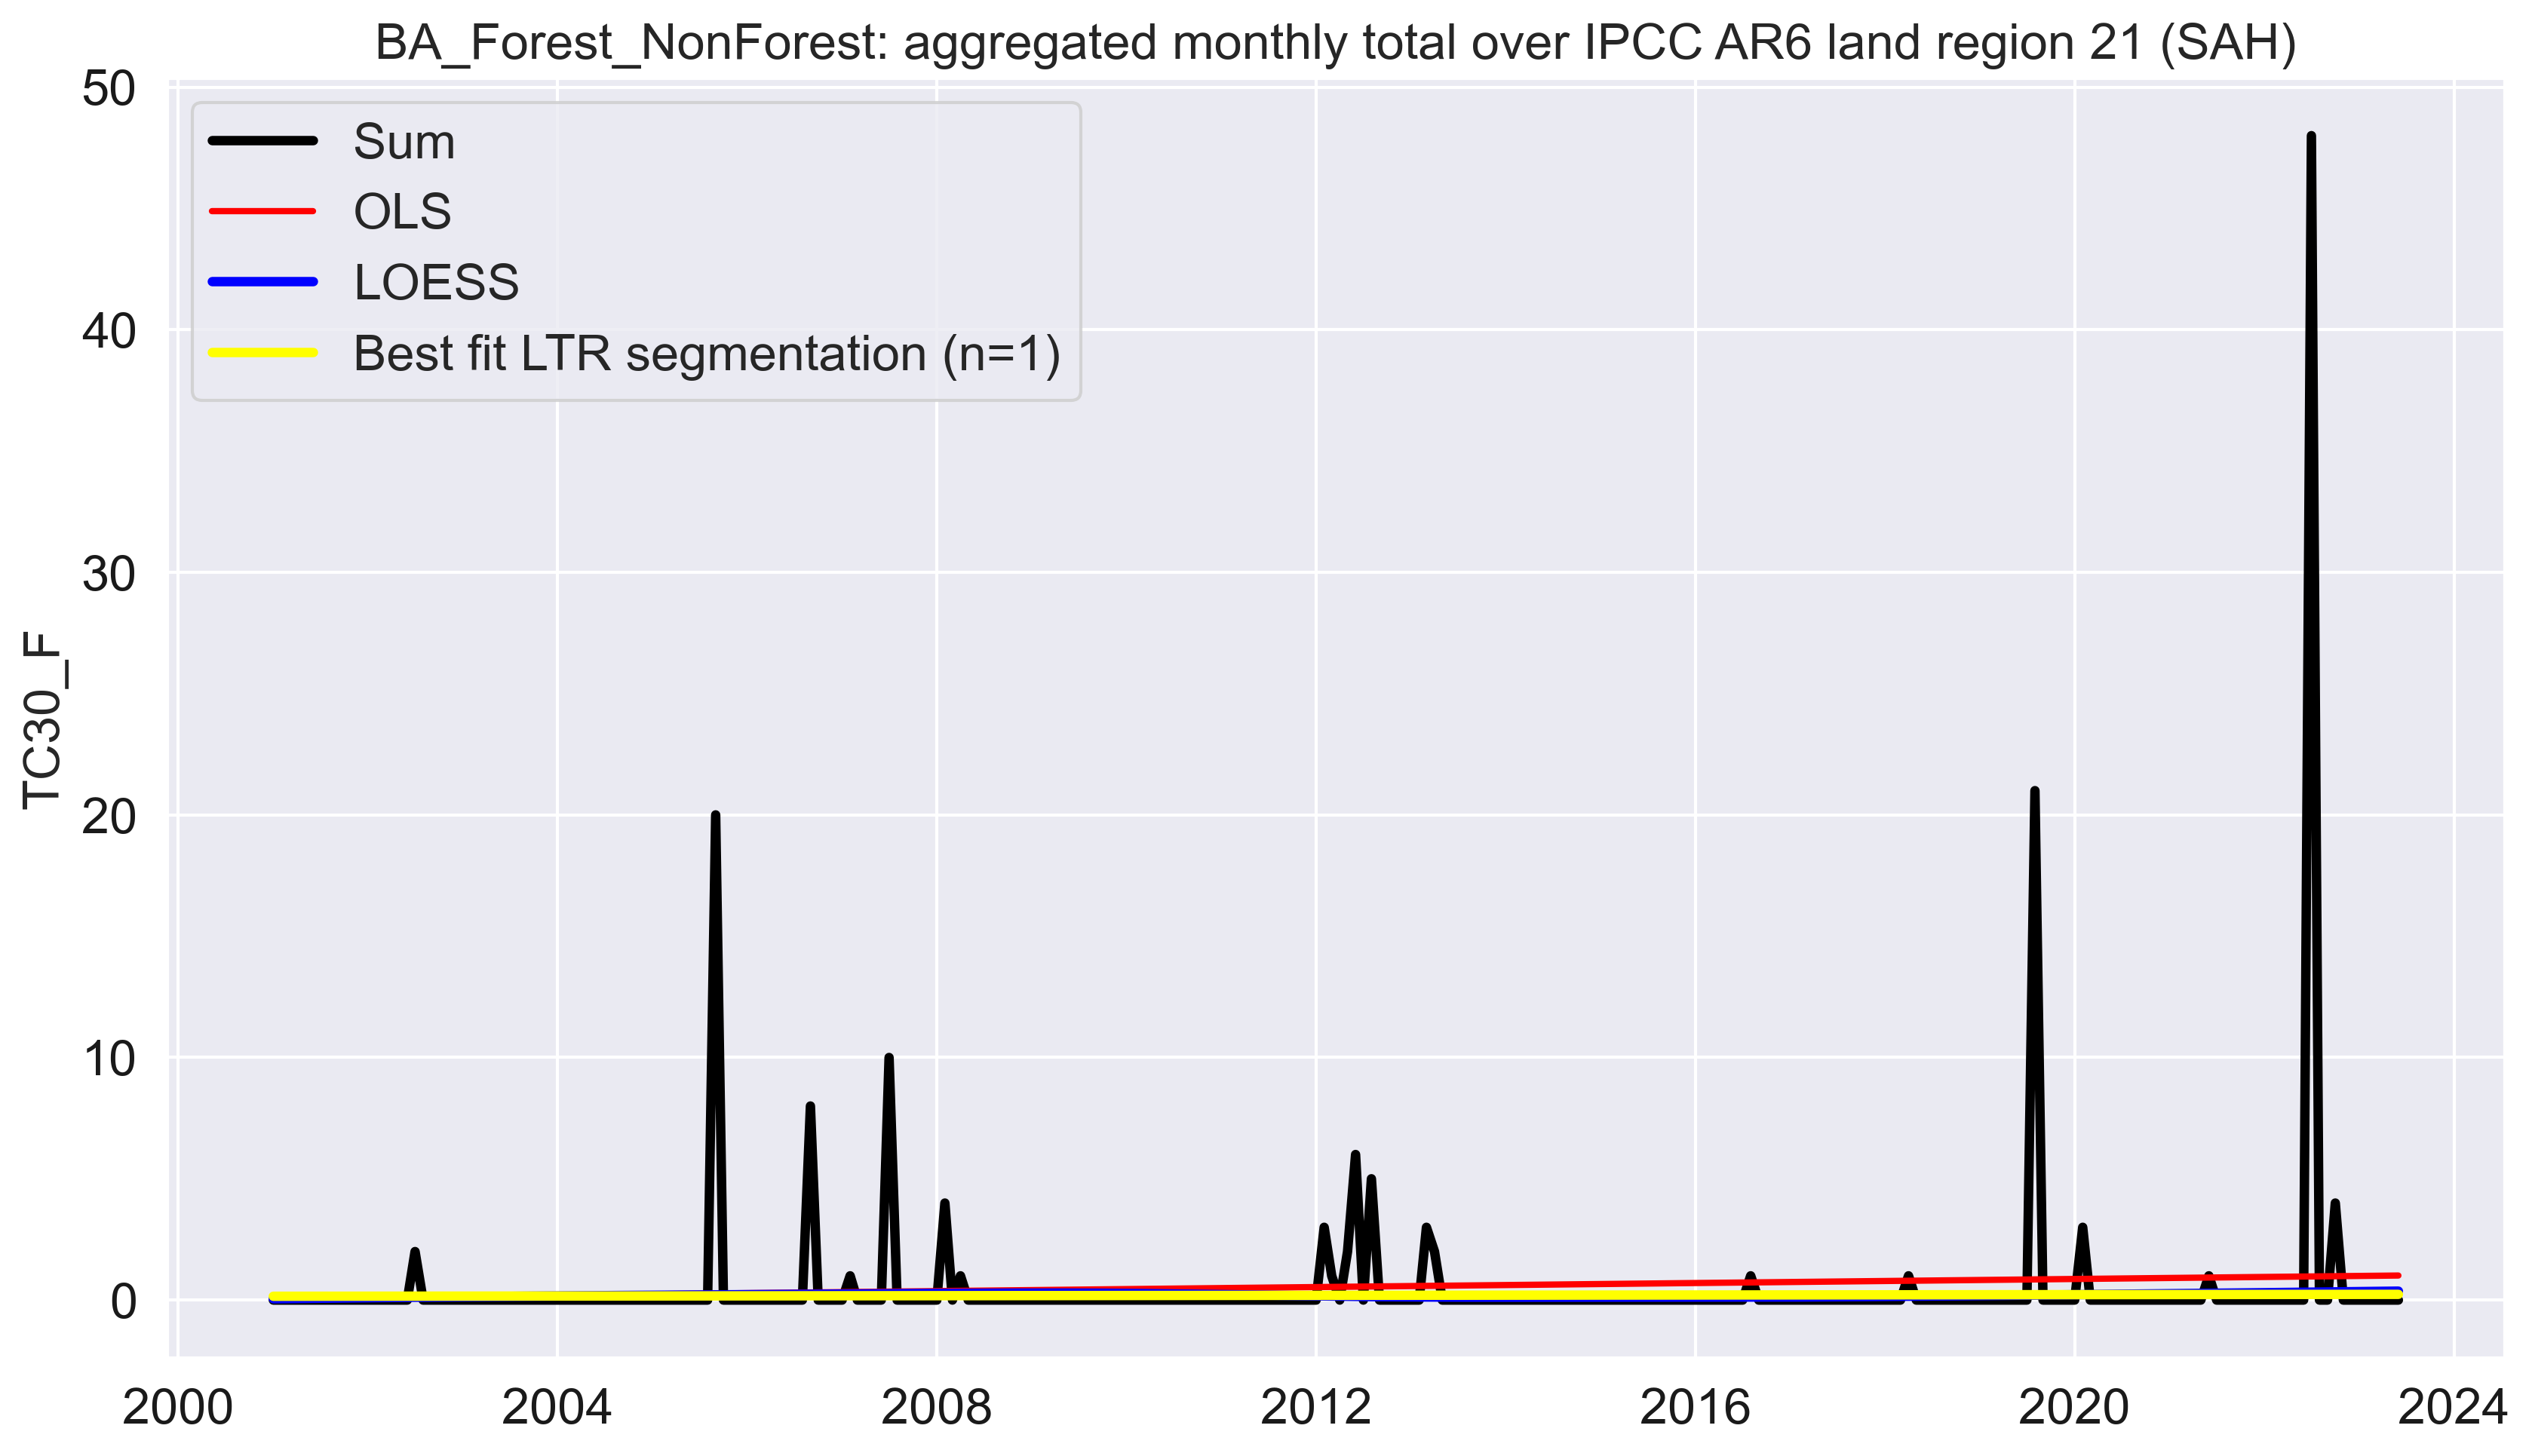 BA_Forest_NonForest: aggregated monthly total over IPCC AR6 land region 21 (SAH)
50
40
30
20
10
0
TC30_F
Sum
OLS
LOESS
Best fit LTR segmentation (n=1)
2000 2004 2008 2012 2016 2020 2024